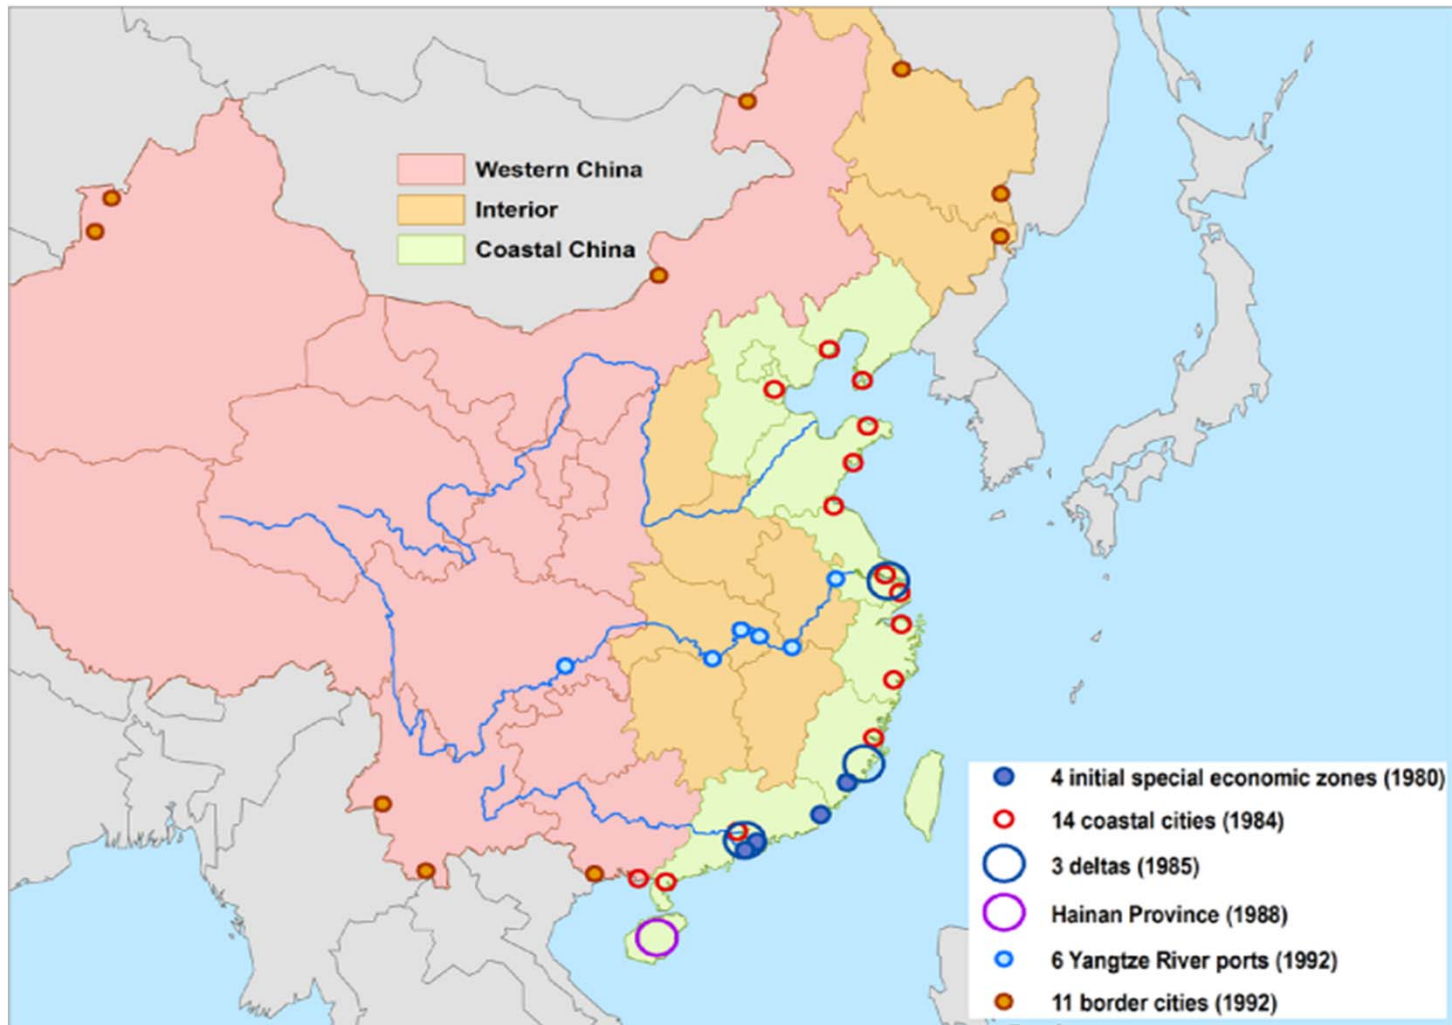 Western China
Interior
Coastal China
4 initial special economic zones (1980)
14 coastal cities (1984)
3 deltas (1985)
Hainan Province (1988)
6 Yangtze River ports (1992)
11 border cities (1992)